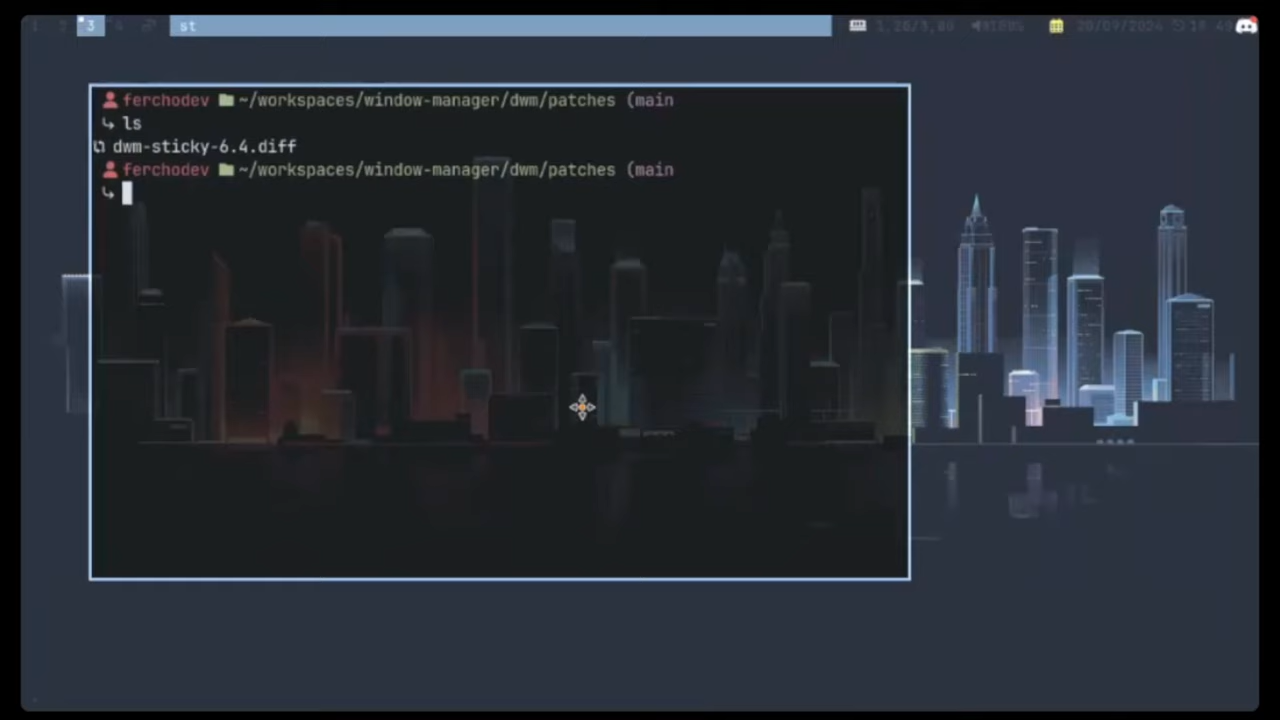 3 st
ferchodev ~/workspaces/window-manager/dwm/patches (main
ls
dwm-sticky-6.4.diff
ferchodev ~/workspaces/window-manager/dwm/patches (main